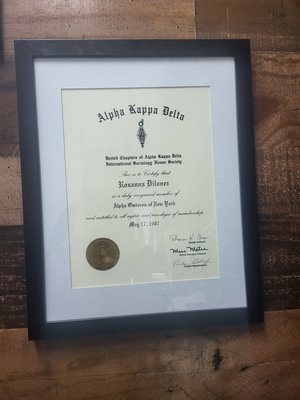 Alpha Kappa Delta
United Chapters of Alpha Kappa Delta
International Sociology Honor Society
This is to Certify that
Rosanna Dilonex
is a duly recognized member of
Alpha Omicron of New York
and entitled to all rights and privileges of membership.
May 17, 2007